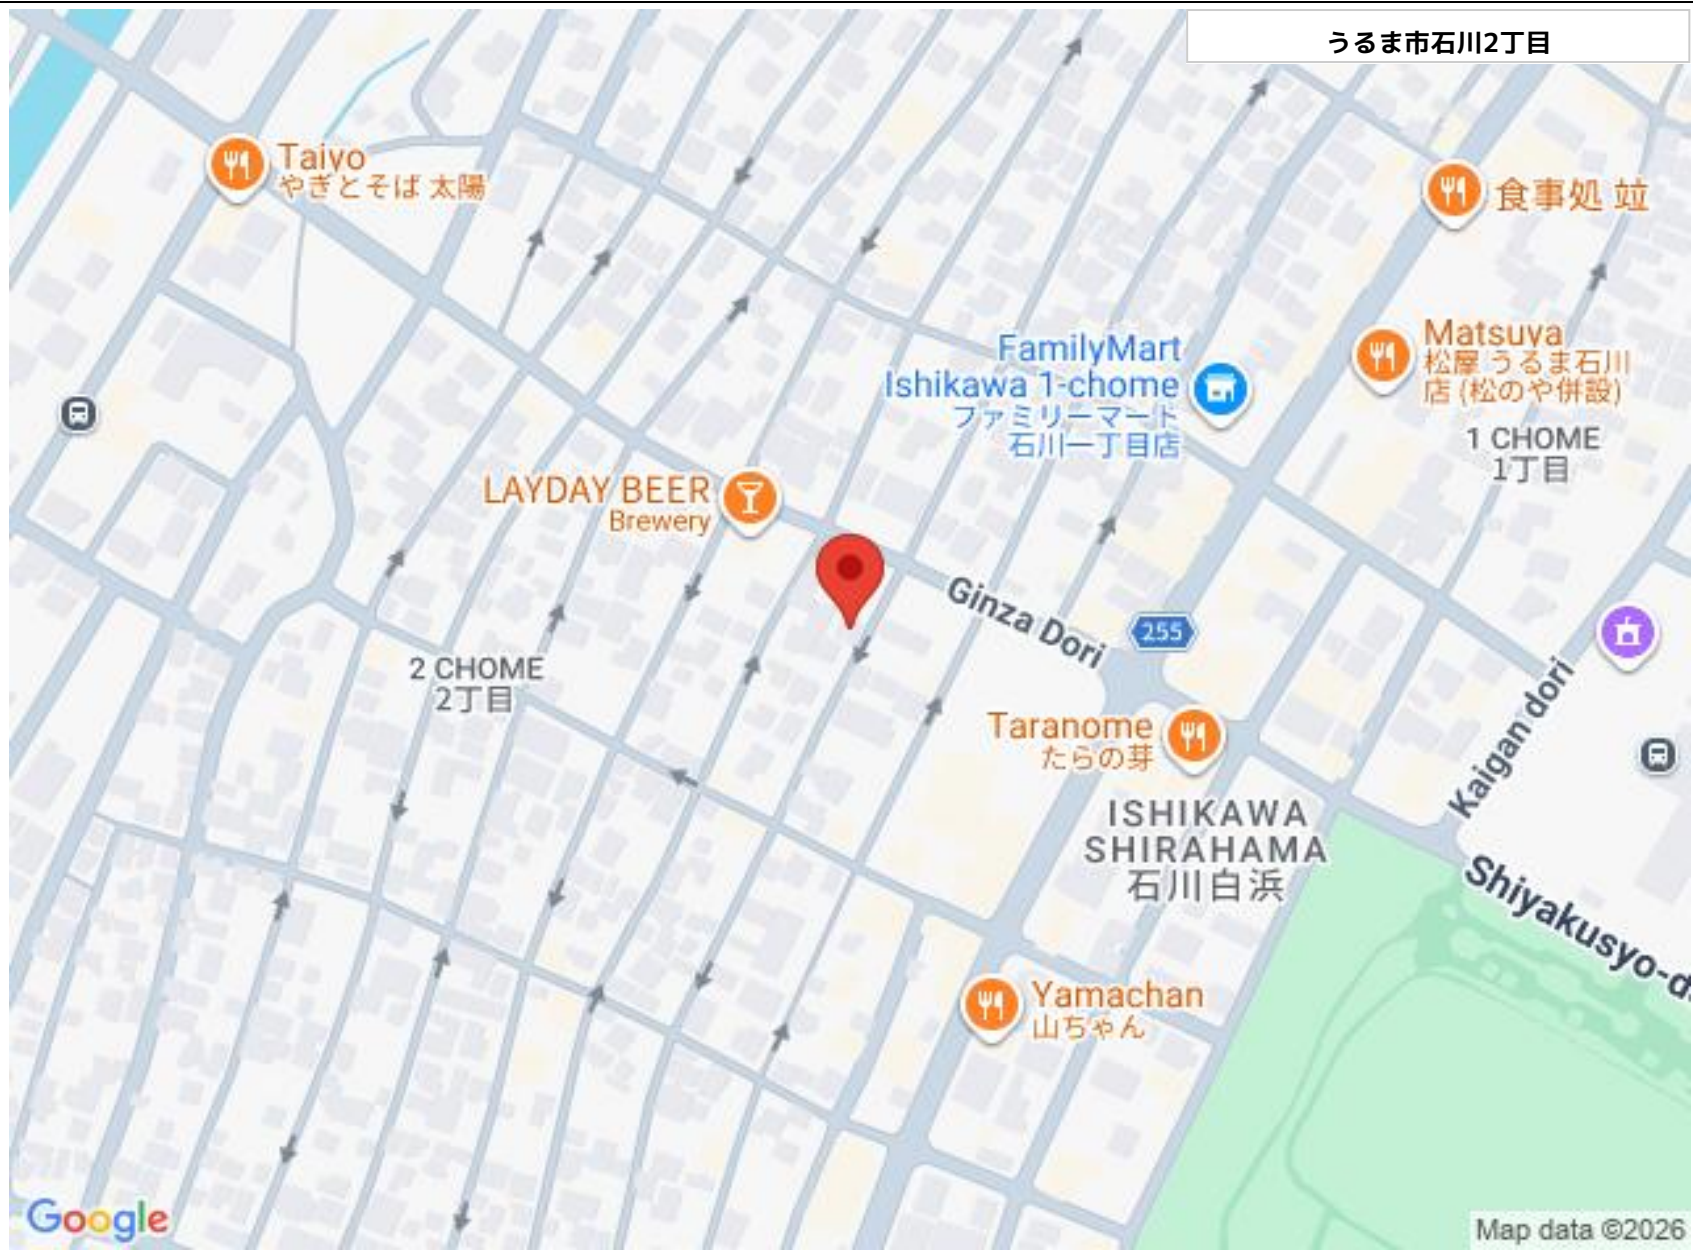 うるま市石川2丁目
Taiyo
やぎとそば 太陽
食事処 竝
FamilyMart
Ishikawa 1-chome
ファミリーマート
石川一丁目店
Matsuya
松屋 うるま石川
店 (松のや併設)
1 CHOME
1丁目
LAYDAY BEER
Brewery
Ginza Dori
255
2 CHOME
2丁目
Kaigan dori
Taranome
たらの芽
ISHIKAWA
SHIRAHAMA
石川白浜
Shiyakusyo-d
Yamachan
山ちゃん
Google
Map data ©2026